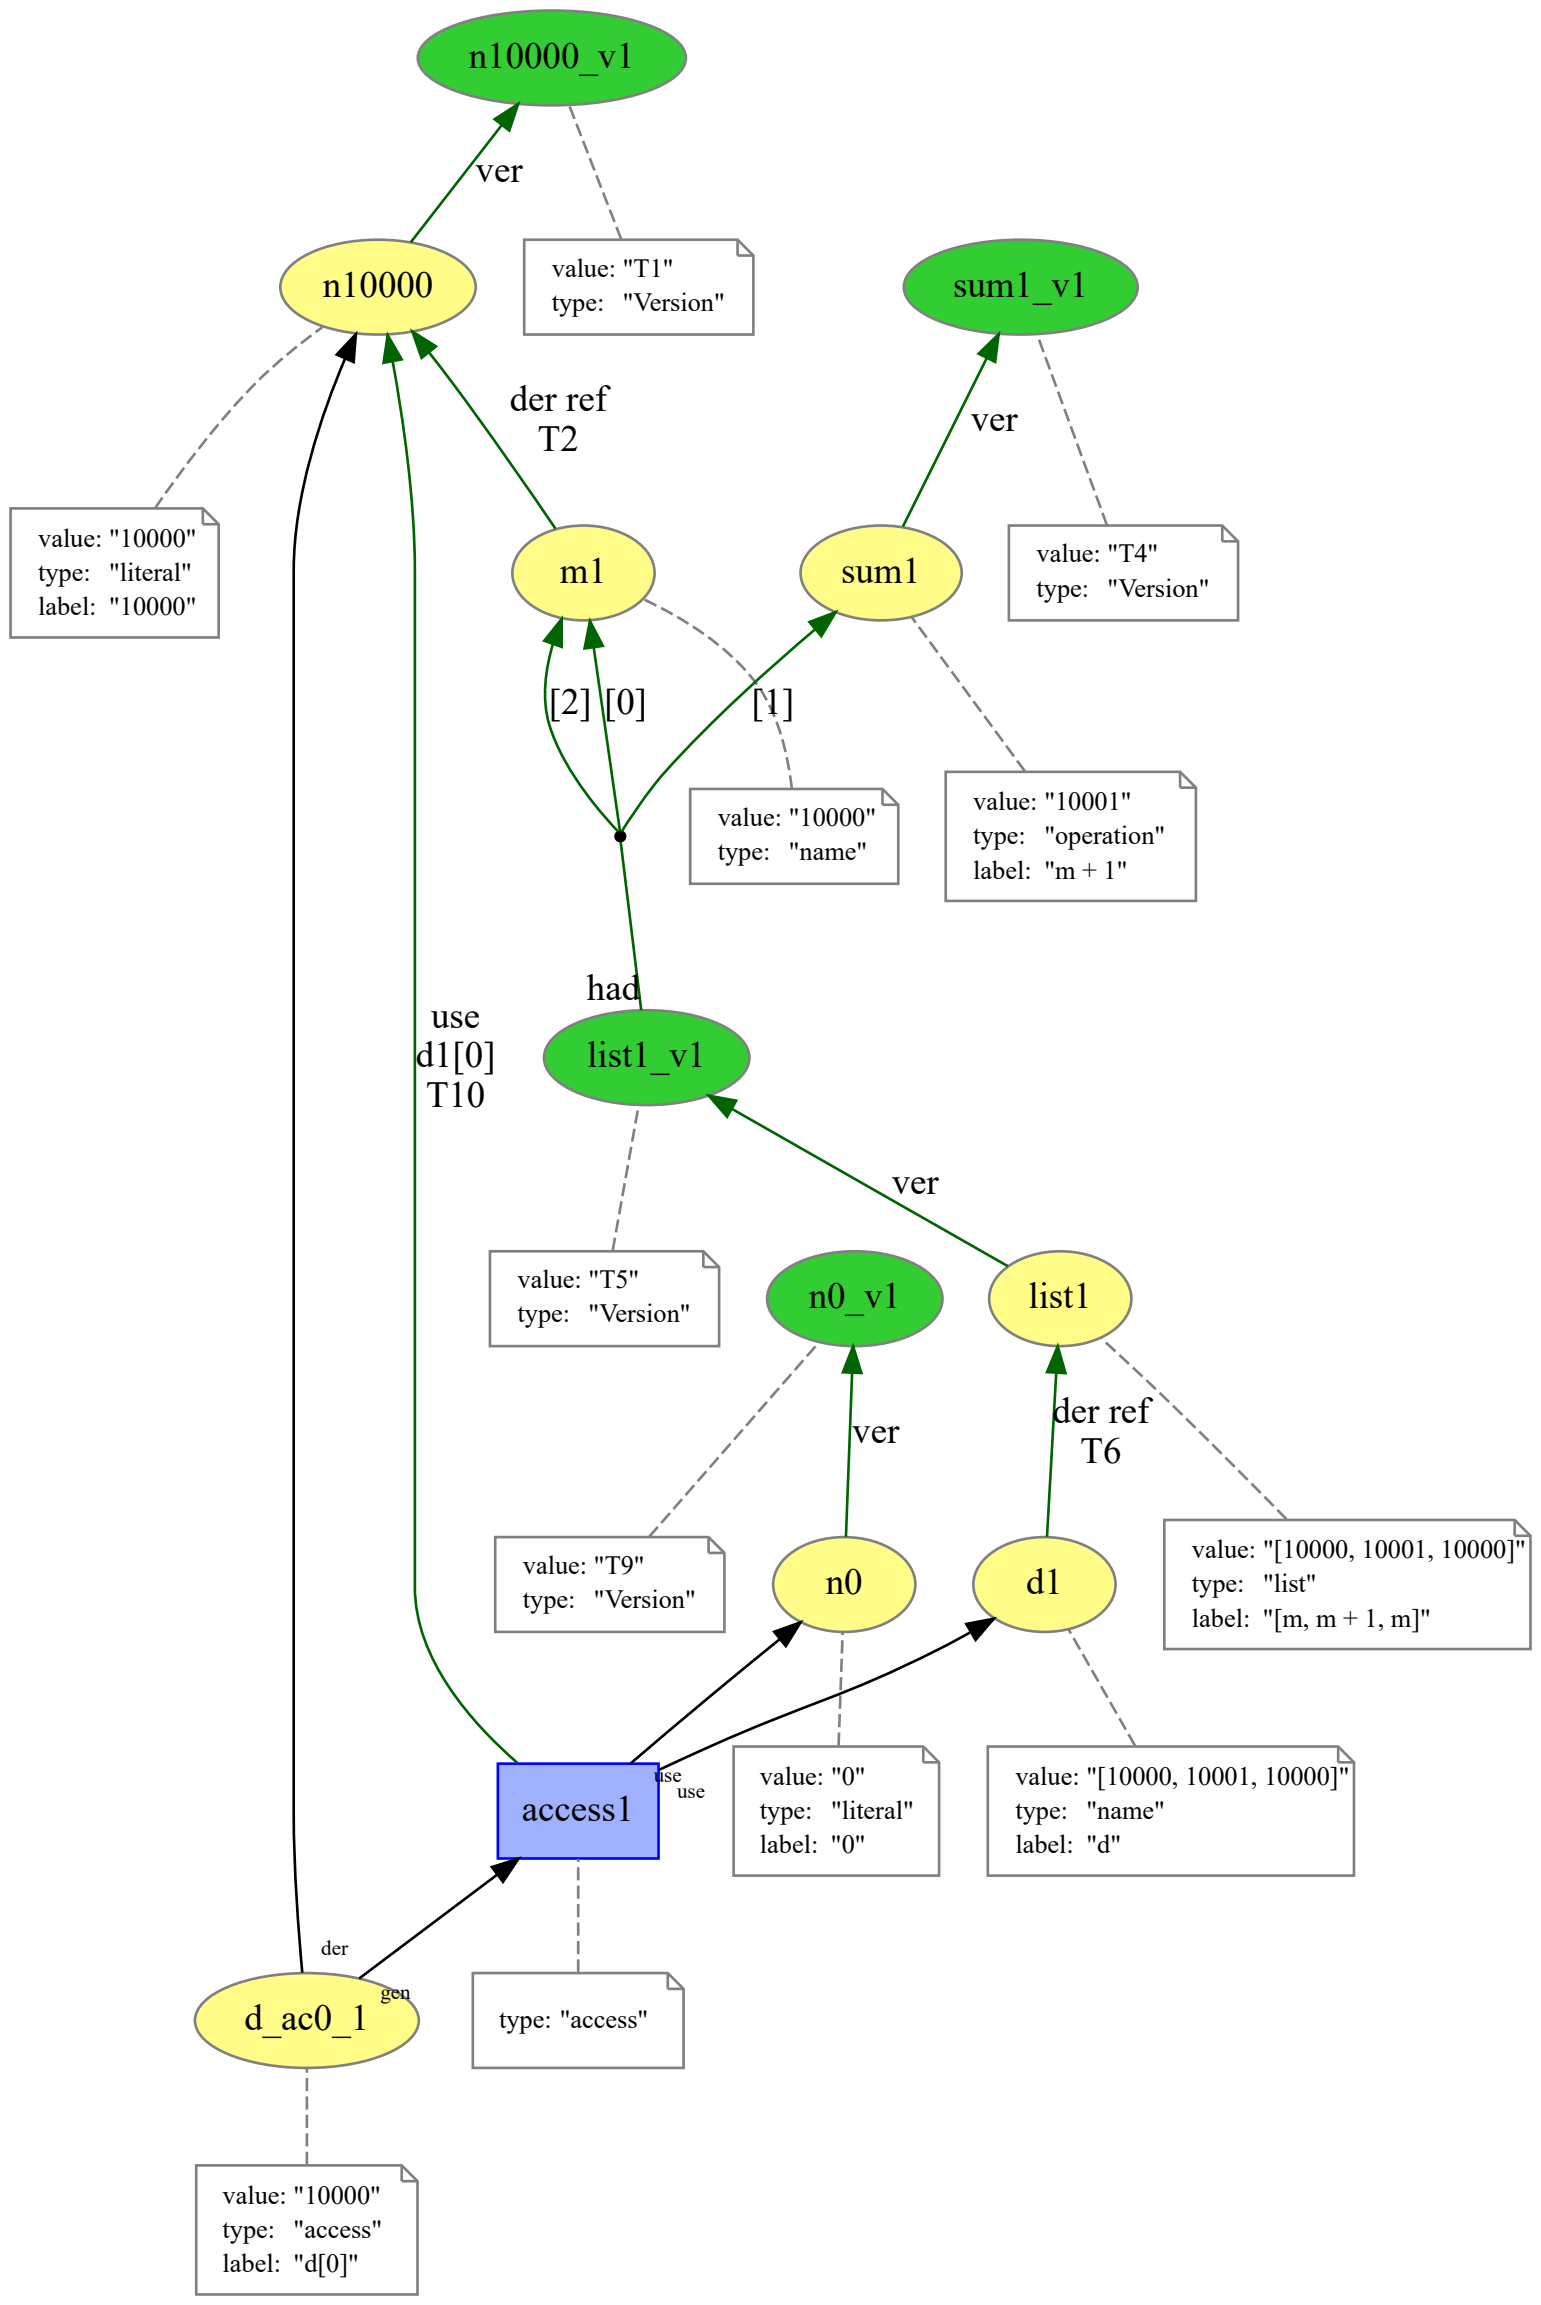 n10000_v1
ver
n10000
value: "T1"
type: "Version"
sum1_v1
der ref
T2
ver
value: "10000"
type: "literal"
label: "10000"
m1
sum1
value: "T4"
type: "Version"
[2]
[0]
[1]
value: "10000"
type: "name"
value: "10001"
type: "operation"
label: "m + 1"
had
use
d1[0]
T10
list1_v1
ver
value: "T5"
type: "Version"
n0_v1
list1
ver
der ref
T6
value: "T9"
type: "Version"
n0
d1
value: "[10000, 10001, 10000]"
type: "list"
label: "[m, m + 1, m]"
use
use
access1
value: "0"
type: "literal"
label: "0"
value: "[10000, 10001, 10000]"
type: "name"
label: "d"
der
gen
d_ac0_1
type: "access"
value: "10000"
type: "access"
label: "d[0]"